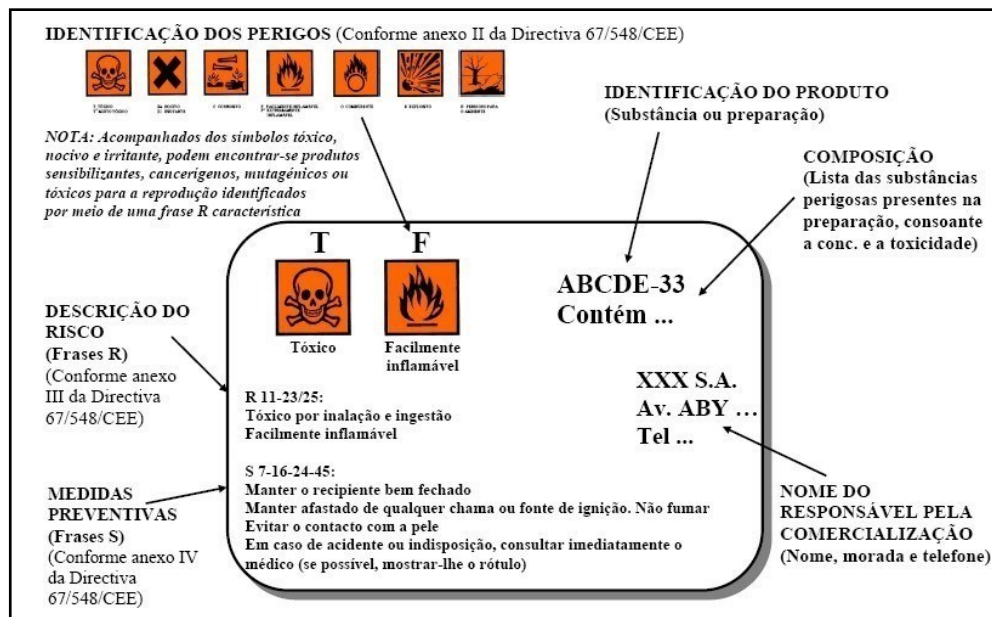 IDENTIFICAÇÃO DOS PERIGOS (Conforme anexo II da Directiva 67/548/CEE)
NOTA: Acompanhados dos símbolos tóxico,
nocivo e irritante, podem encontrar-se produtos
sensibilizantes, cancerígenos, mutagénicos ou
tóxicos para a reprodução identificados
por meio de uma frase R característica
IDENTIFICAÇÃO DO PRODUTO
(Substância ou preparação)
COMPOSIÇÃO
(Lista das substâncias
perigosas presentes na
preparação, consoante
a conc. e a toxicidade)
T F
Tóxico
Facilmente
inflamável
ABCDE-33
Contém ...
DESCRIÇÃO DO
RISCO
(Frases R)
(Conforme anexo
III da Directiva
67/548/CEE)
R 11-23/25:
Tóxico por inalação e ingestão
Facilmente inflamável
XXX S.A.
Av. ABY ...
Tel ...
MEDIDAS
PREVENTIVAS
(Frases S)
(Conforme anexo IV
da Directiva
67/548/CEE)
S 7-16-24-45:
Manter o recipiente bem fechado
Manter afastado de qualquer chama ou fonte de ignição. Não fumar
Evitar o contacto com a pele
Em caso de acidente ou indisposição, consultar imediatamente o
médico (se possível, mostrar-lhe o rótulo)
NOME DO
RESPONSÁVEL PELA
COMERCIALIZAÇÃO
(Nome, morada e telefone)